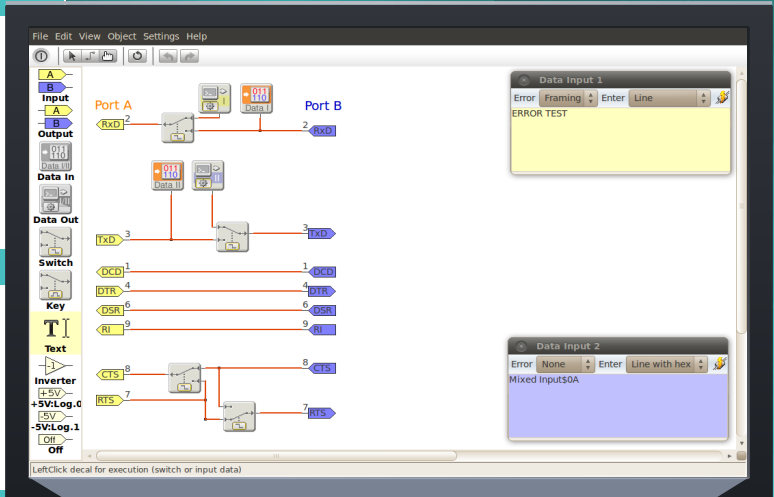 File Edit View Object Settings Help
A
B
Input
A
B
Output
011
110
Data I/II
Data In
Data Out
Switch
Key
T
Text
-1
Inverter
+5V
+5V:Log.0
-5V
-5V:Log.1
Off
Off
Port A
Port B
I
011
110
Data I
RxD 2
2 RxD
011
110
Data II
II
TxD 3
3 TxD
DCD 1
1 DCD
DTR 4
4 DTR
DSR 6
6 DSR
RI 9
9 RI
CTS 8
8 CTS
RTS 7
7 RTS
Data Input 1
Error Framing Enter Line
ERROR TEST
Data Input 2
Error None Enter Line with hex
Mixed Input$0A
LeftClick decal for execution (switch or input data)